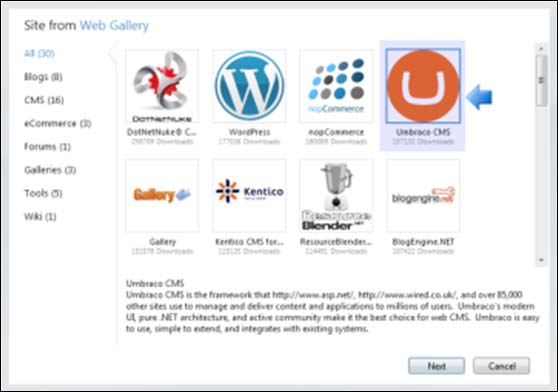 Site from Web Gallery
All (30)
Blogs (8)
CMS (16)
eCommerce (3)
Forums (1)
Galleries (3)
Tools (5)
Wiki (1)
DOTNETNUKE
W
nopCommerce
U
DotNetNuke® C...
WordPress
nopCommerce
Umbraco CMS
Downloads
Downloads
Downloads
157132 Downloads
Gallery
Kentico
Resource Blender .NET
blogengine.net
Gallery
Kentico CMS for...
ResourceBlender...
BlogEngine.NET
Downloads
Downloads
Downloads
107422 Downloads
Umbraco CMS
Umbraco CMS is the framework that http://www.asp.net/, http://www.wired.co.uk/, and over 85,000
other sites use to manage and deliver content and applications to millions of users.  Umbraco's modern
UI, pure .NET architecture, and active community make it the best choice for web CMS.  Umbraco is easy
to use, simple to extend, and integrates with existing systems.
Next
Cancel